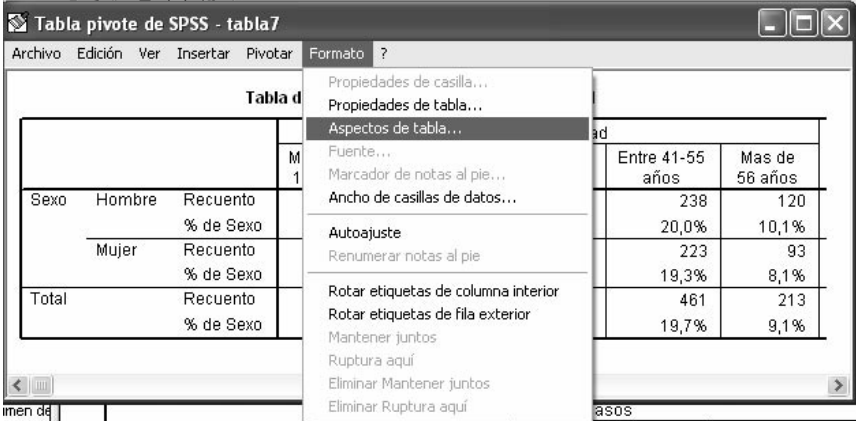 Tabla pivote de SPSS - tabla7
Archivo Edición Ver Insertar Pivotar Formato ?
Propiedades de casilla...
Propiedades de tabla...
Aspectos de tabla...
Fuente...
Marcador de notas al pie...
Ancho de casillas de datos...
Autoajuste
Renumerar notas al pie
Rotar etiquetas de columna interior
Rotar etiquetas de fila exterior
Mantener juntos
Ruptura aquí
Eliminar Mantener juntos
Eliminar Ruptura aquí
Tabla d
Entre 41-55 años
Mas de 56 años
Sexo Hombre Recuento 238 120
% de Sexo 20,0% 10,1%
Mujer Recuento 223 93
% de Sexo 19,3% 8,1%
Total Recuento 461 213
% de Sexo 19,7% 9,1%